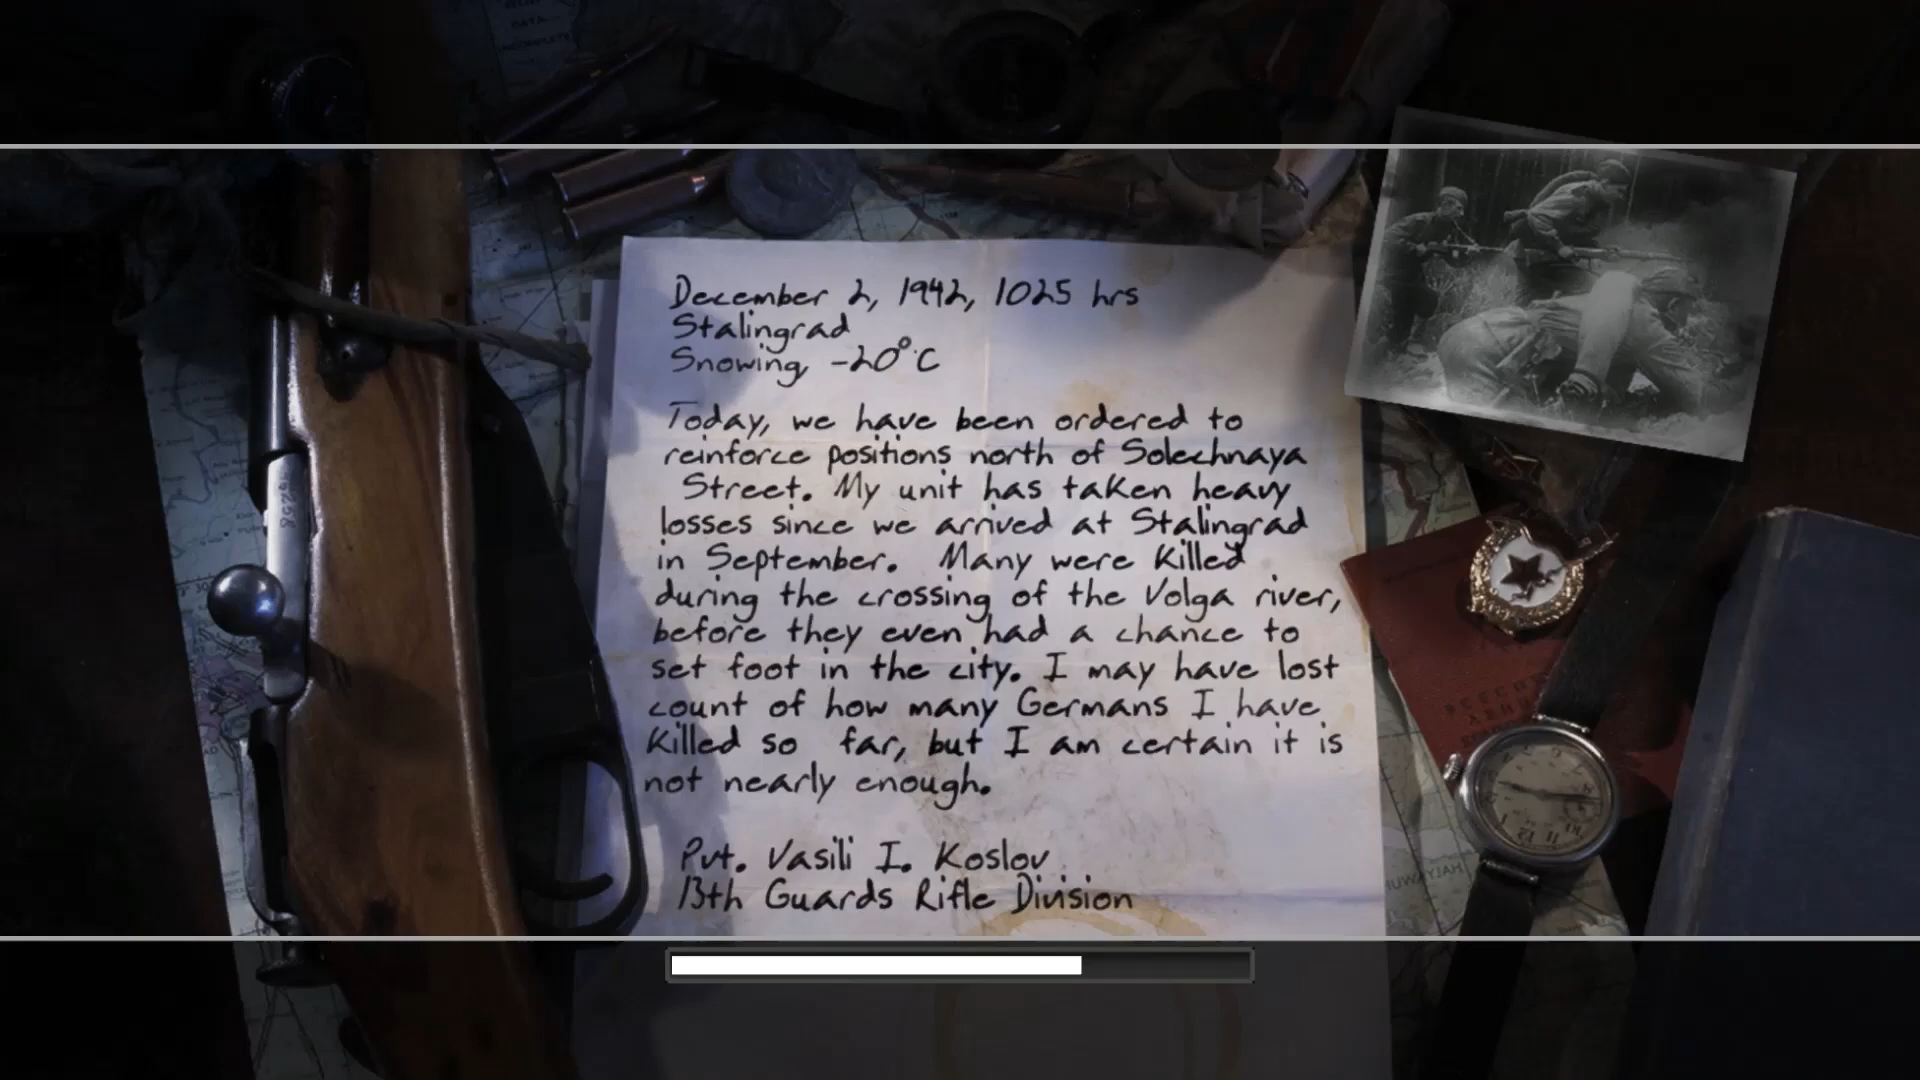 December 2, 1942, 1025 hrs
Stalingrad
Snowing, -20°C
Today, we have been ordered to
reinforce positions north of Solechnaya
Street. My unit has taken heavy
losses since we arrived at Stalingrad
in September. Many were killed
during the crossing of the Volga river,
before they even had a chance to
set foot in the city. I may have lost
count of how many Germans I have
killed so far, but I am certain it is
not nearly enough.
Pvt. Vasili I. Koslov
13th Guards Rifle Division